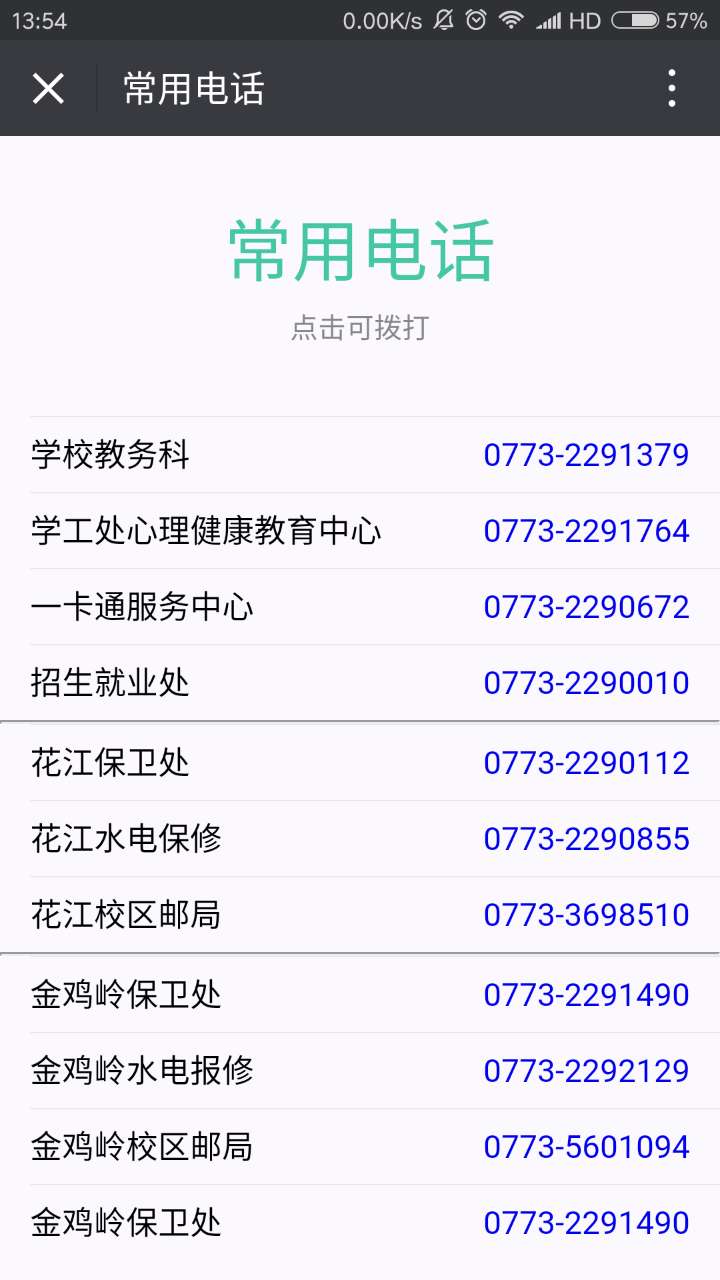 13:54 0.00K/s HD 57%
常用电话
常用电话
点击可拨打
学校教务科 0773-2291379
学工处心理健康教育中心 0773-2291764
一卡通服务中心 0773-2290672
招生就业处 0773-2290010
花江保卫处 0773-2290112
花江水电保修 0773-2290855
花江校区邮局 0773-3698510
金鸡岭保卫处 0773-2291490
金鸡岭水电报修 0773-2292129
金鸡岭校区邮局 0773-5601094
金鸡岭保卫处 0773-2291490